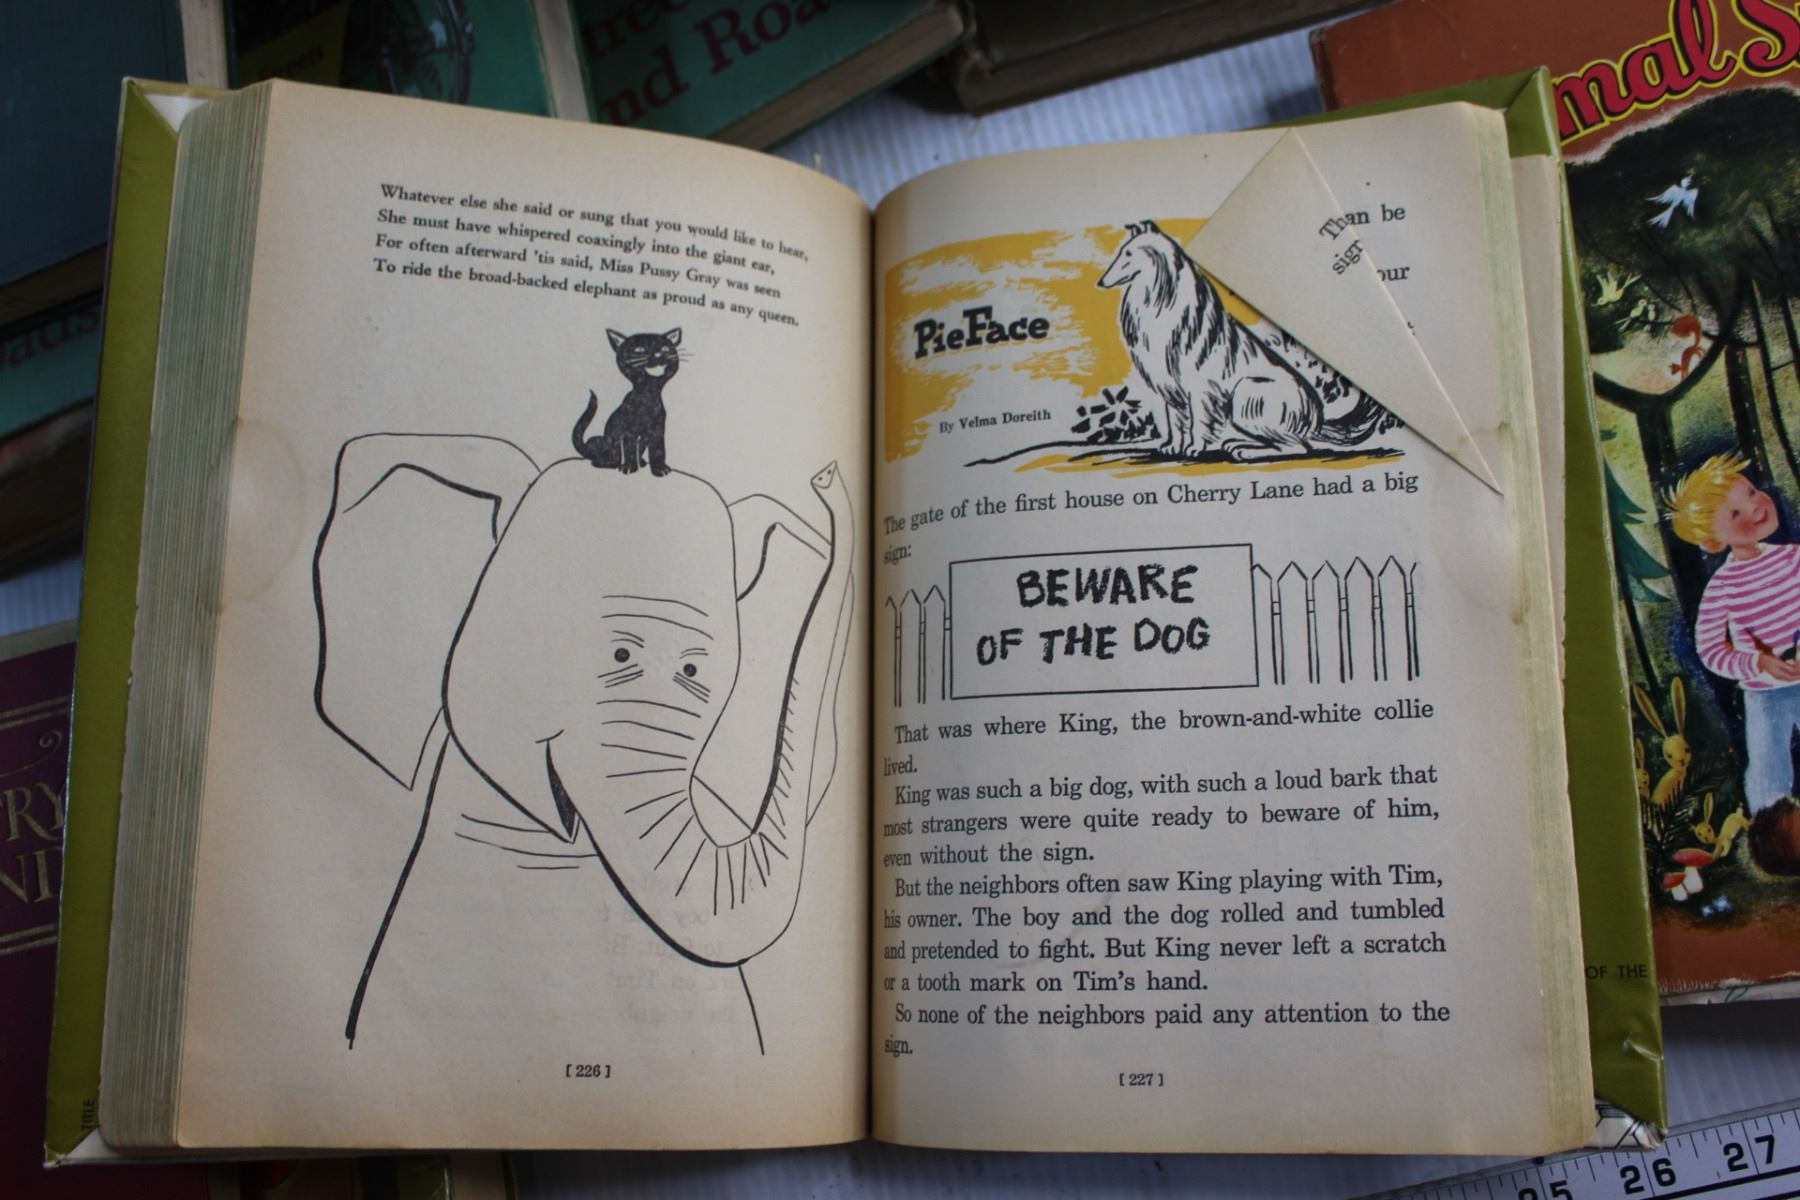 Streets
Stree
nd Roa
mal S
Whatever else she said or sung that you would like to hear,
She must have whispered coaxingly into the giant ear,
For often afterward 'tis said, Miss Pussy Gray was seen
To ride the broad-backed elephant as proud as any queen.
[ 226 ]
Than be
sign
our
PieFace
By Velma Doreith
The gate of the first house on Cherry Lane had a big
sign:
BEWARE
OF THE DOG
That was where King, the brown-and-white collie
lived.
King was such a big dog, with such a loud bark that
most strangers were quite ready to beware of him,
even without the sign.
But the neighbors often saw King playing with Tim,
his owner. The boy and the dog rolled and tumbled
and pretended to fight. But King never left a scratch
or a tooth mark on Tim's hand.
So none of the neighbors paid any attention to the
sign.
[ 227 ]
TITLE
OF THE
25 26 27